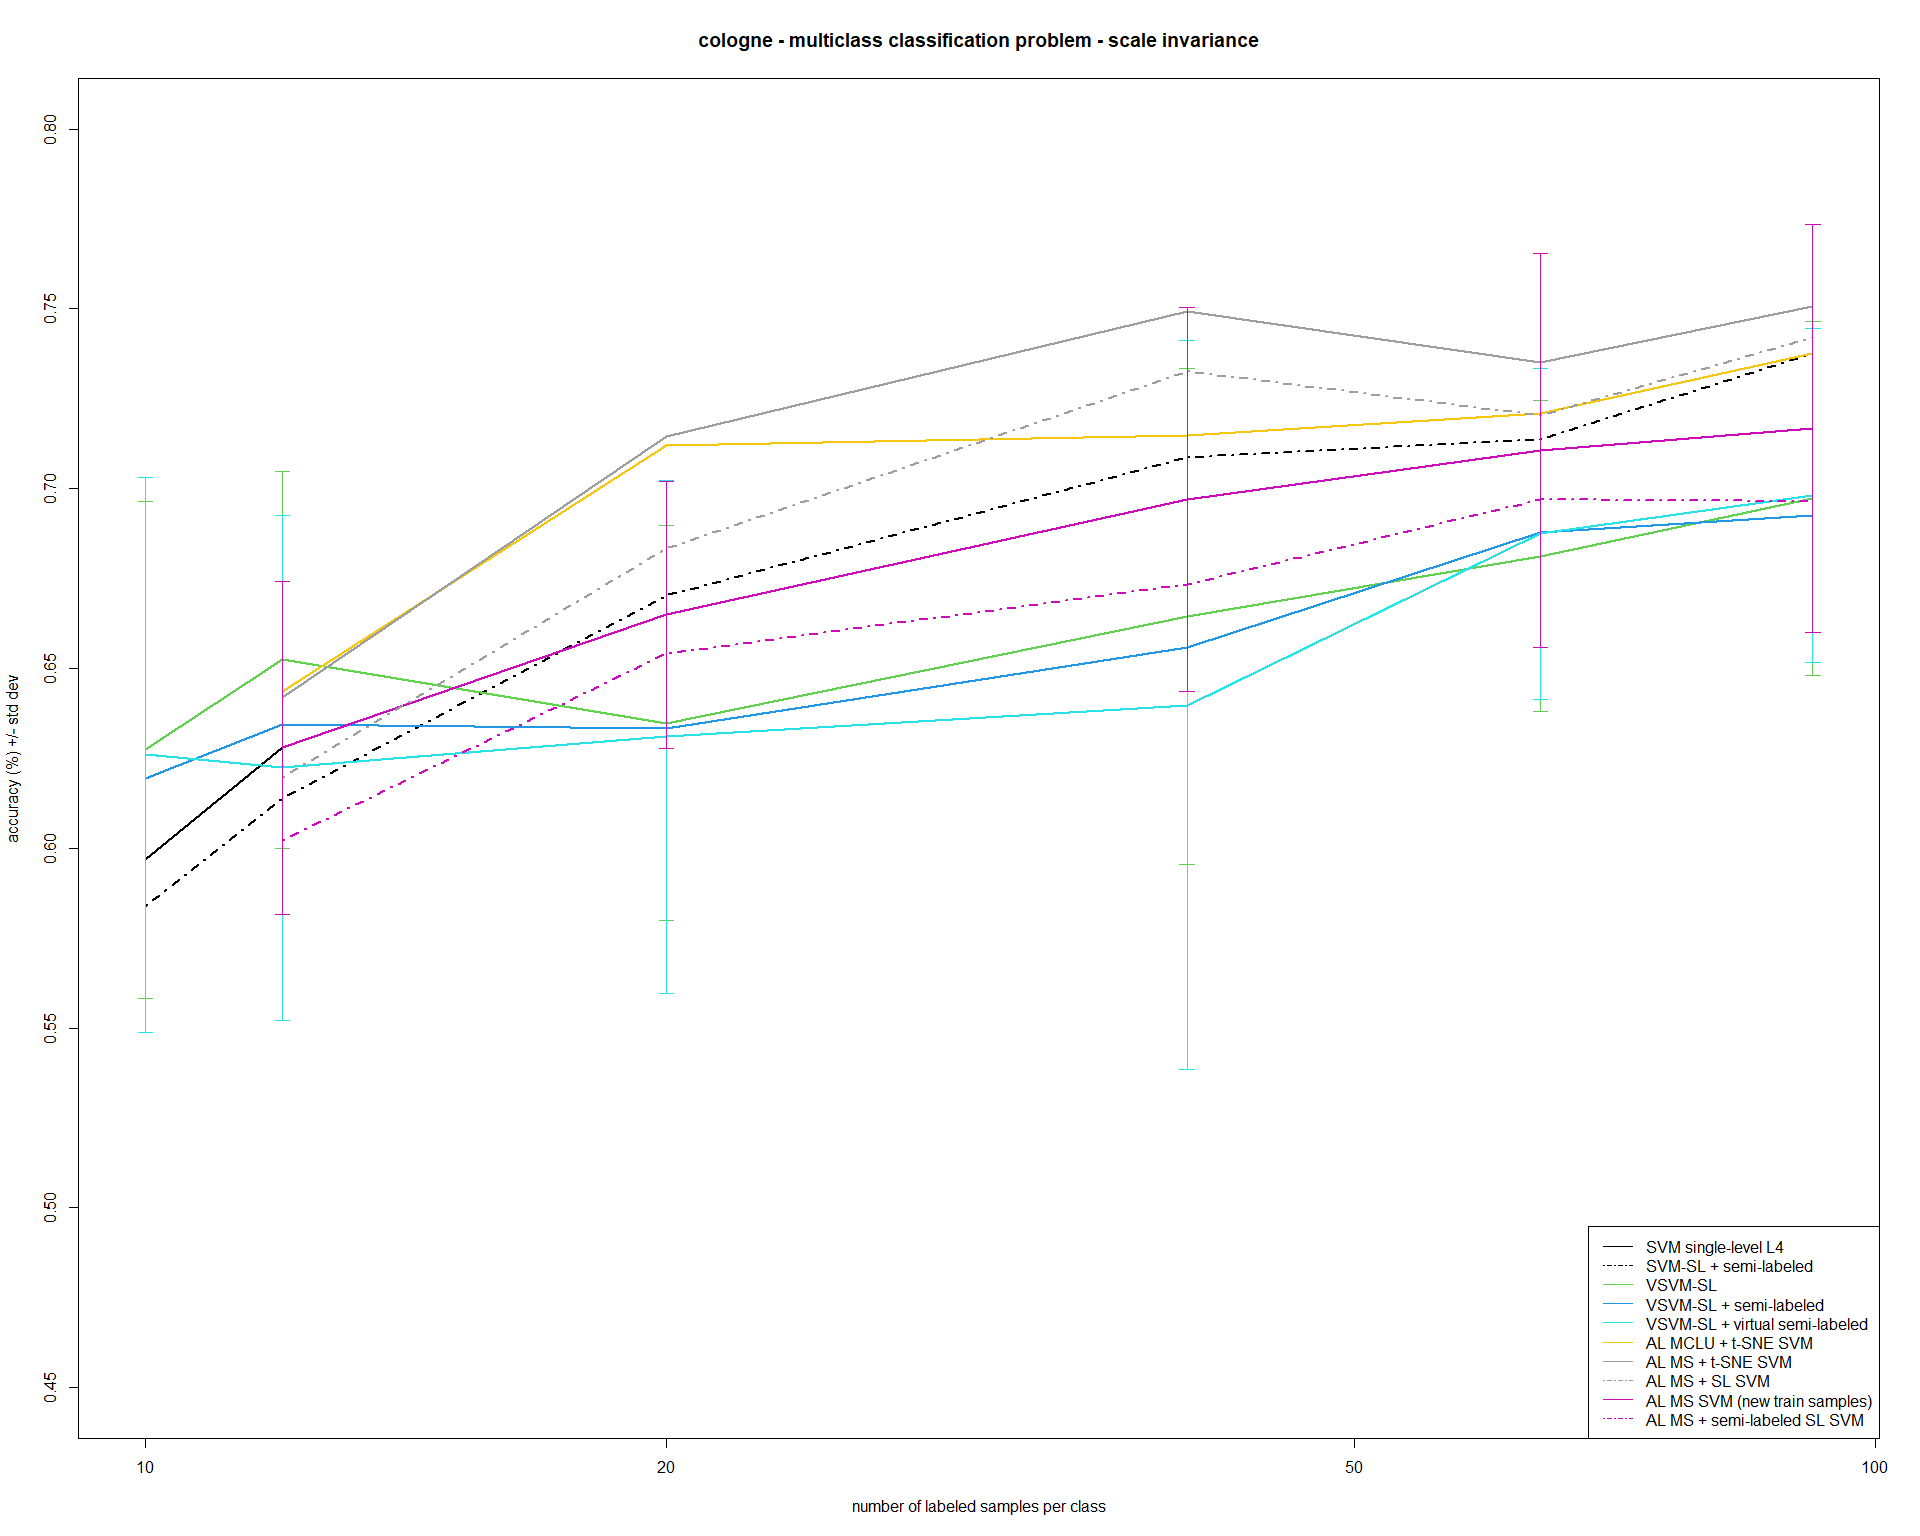 cologne - multiclass classification problem - scale invariance
accuracy (%) +/- std dev
0.80
0.75
0.70
0.65
0.60
0.55
0.50
0.45
SVM single-level L4
SVM-SL + semi-labeled
VSVM-SL
VSVM-SL + semi-labeled
VSVM-SL + virtual semi-labeled
AL MCLU + t-SNE SVM
AL MS + t-SNE SVM
AL MS + SL SVM
AL MS SVM (new train samples)
AL MS + semi-labeled SL SVM
10
20
50
100
number of labeled samples per class